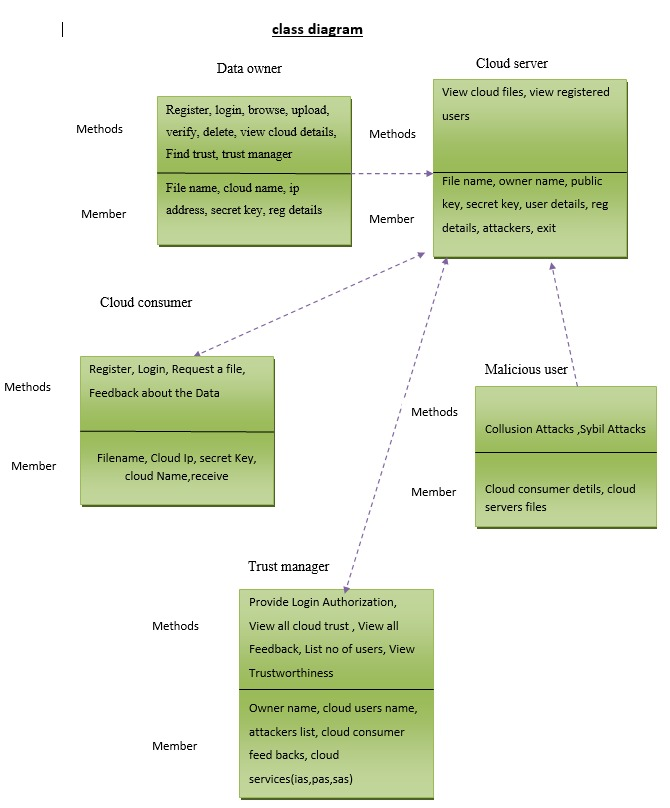 class diagram
Data owner
Cloud server
Methods
Register, login, browse, upload,
verify, delete, view cloud details,
Find trust, trust manager
Member
File name, cloud name, ip
address, secret key, reg details
Methods
View cloud files, view registered
users
Member
File name, owner name, public
key, secret key, user details, reg
details, attackers, exit
Cloud consumer
Methods
Register, Login, Request a file,
Feedback about the Data
Member
Filename, Cloud Ip, secret Key,
cloud Name,receive
Malicious user
Methods
Collusion Attacks ,Sybil Attacks
Member
Cloud consumer detils, cloud
servers files
Trust manager
Methods
Provide Login Authorization,
View all cloud trust , View all
Feedback, List no of users, View
Trustworthiness
Member
Owner name, cloud users name,
attackers list, cloud consumer
feed backs, cloud
services(ias,pas,sas)